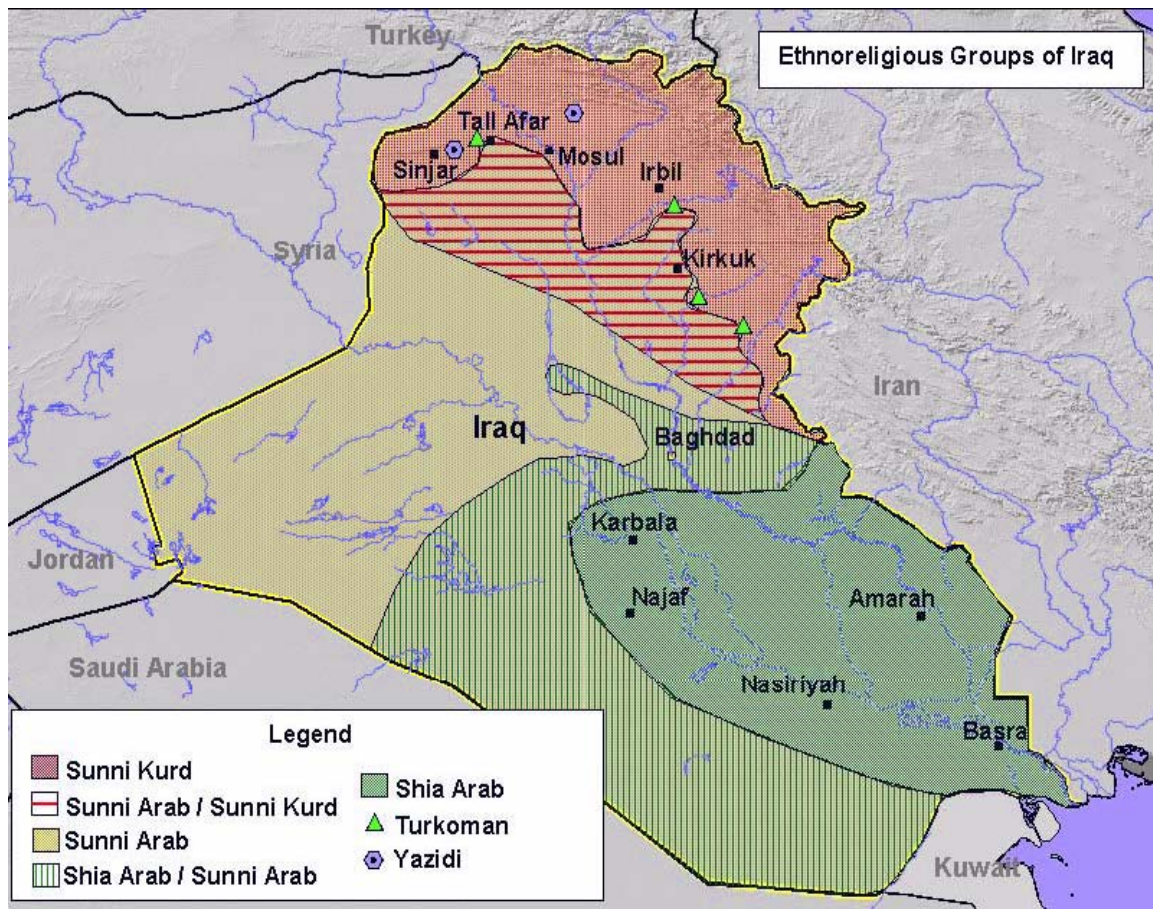 Turkey
Ethnoreligious Groups of Iraq
Tall Afar
Sinjar
Mosul
Irbil
Syria
Kirkuk
Iran
Iraq
Baghdad
Karbala
Jordan
Najaf
Amarah
Saudi Arabia
Nasiriyah
Basra
Legend
Sunni Kurd
Sunni Arab / Sunni Kurd
Sunni Arab
Shia Arab / Sunni Arab
Shia Arab
Turkoman
Yazidi
Kuwait